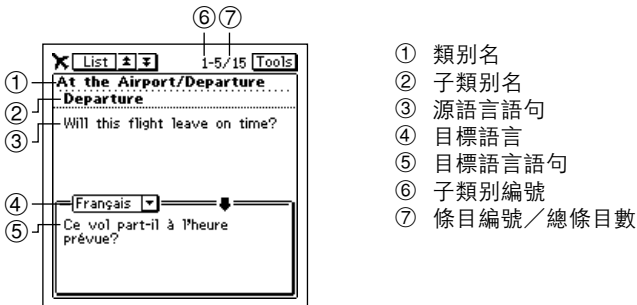 ⑥⑦
List 1-5/15 Tools
① At the Airport/Departure
② Departure
③ Will this flight leave on time?
④ Français
⑤ Ce vol part-il à l'heure
prévue?
① 類别名
② 子類别名
③ 源語言語句
④ 目標語言
⑤ 目標語言語句
⑥ 子類别編號
⑦ 條目編號／總條目數